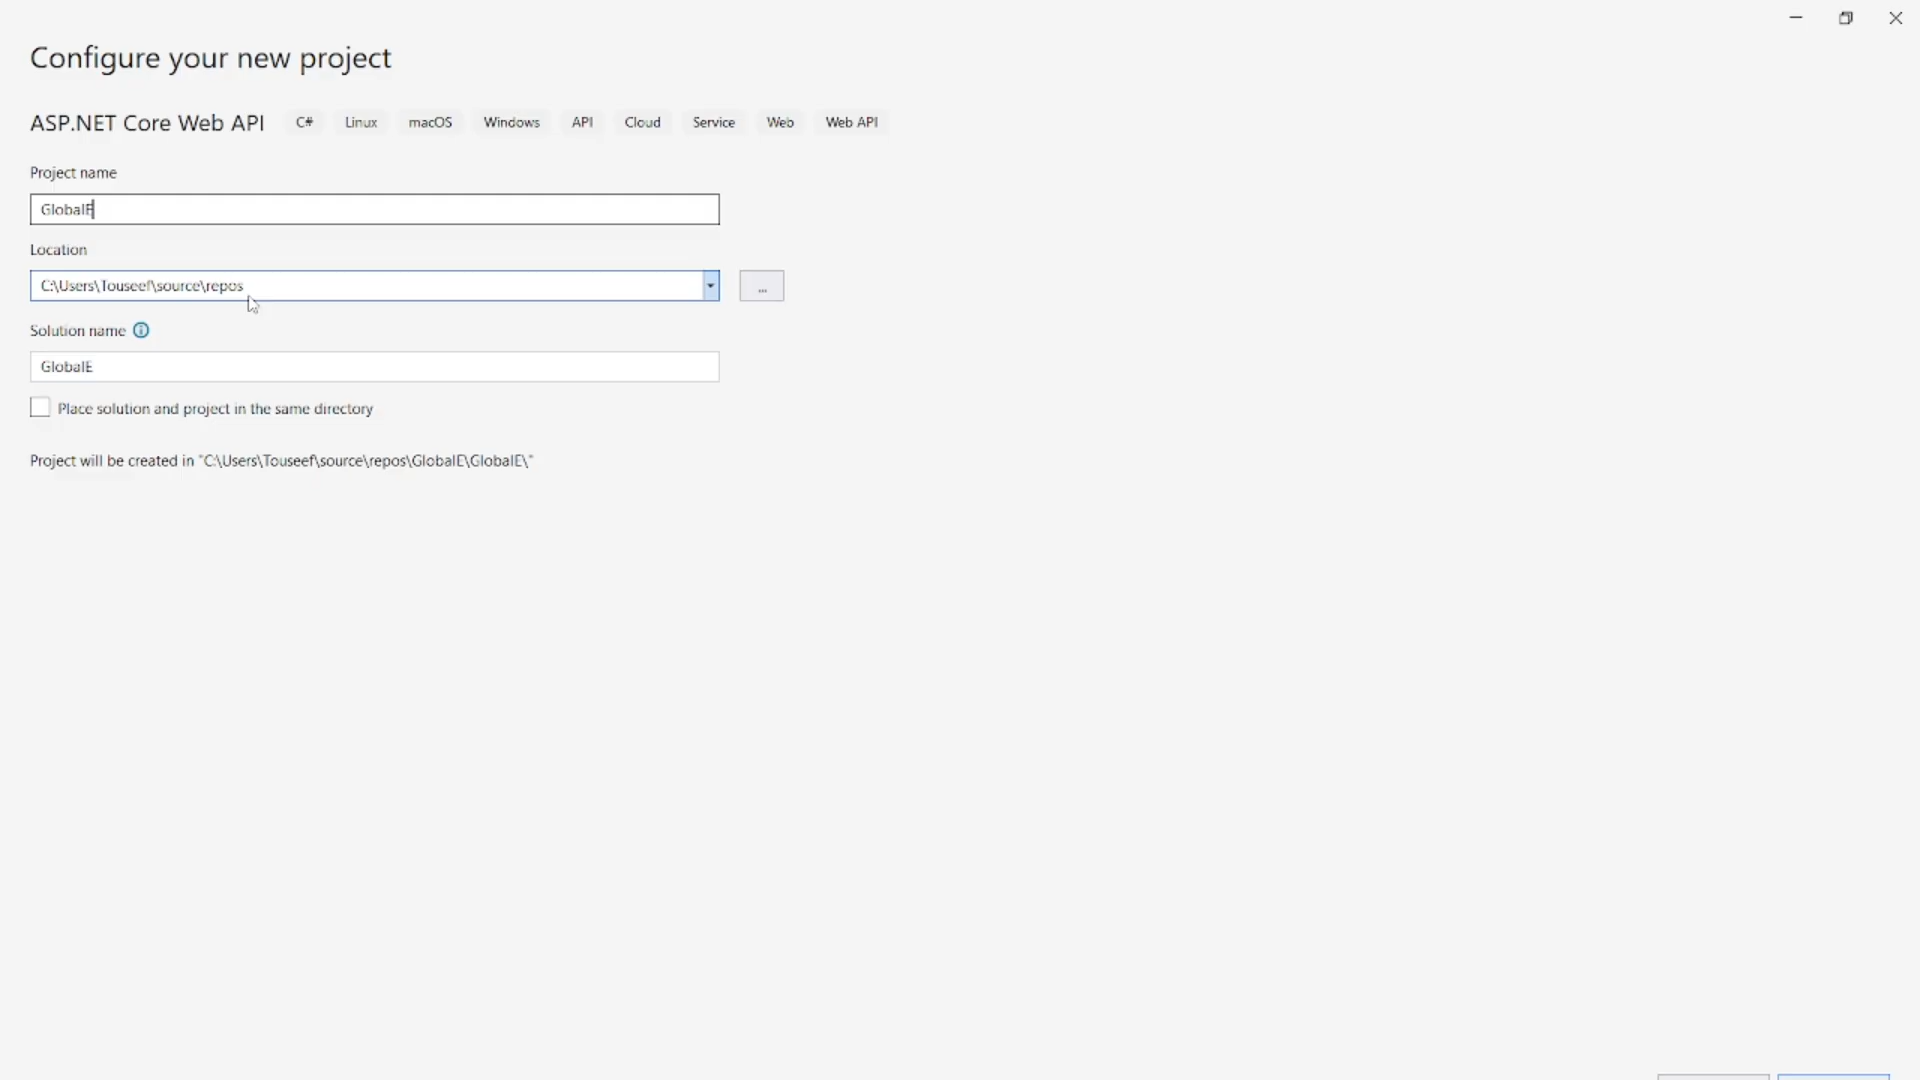 Configure your new project
ASP.NET Core Web API C# Linux macOS Windows API Cloud Service Web Web API
Project name
GlobalE
Location
C:\Users\Touseef\source\repos
...
Solution name
GlobalE
Place solution and project in the same directory
Project will be created in "C:\Users\Touseef\source\repos\GlobalE\GlobalE\"